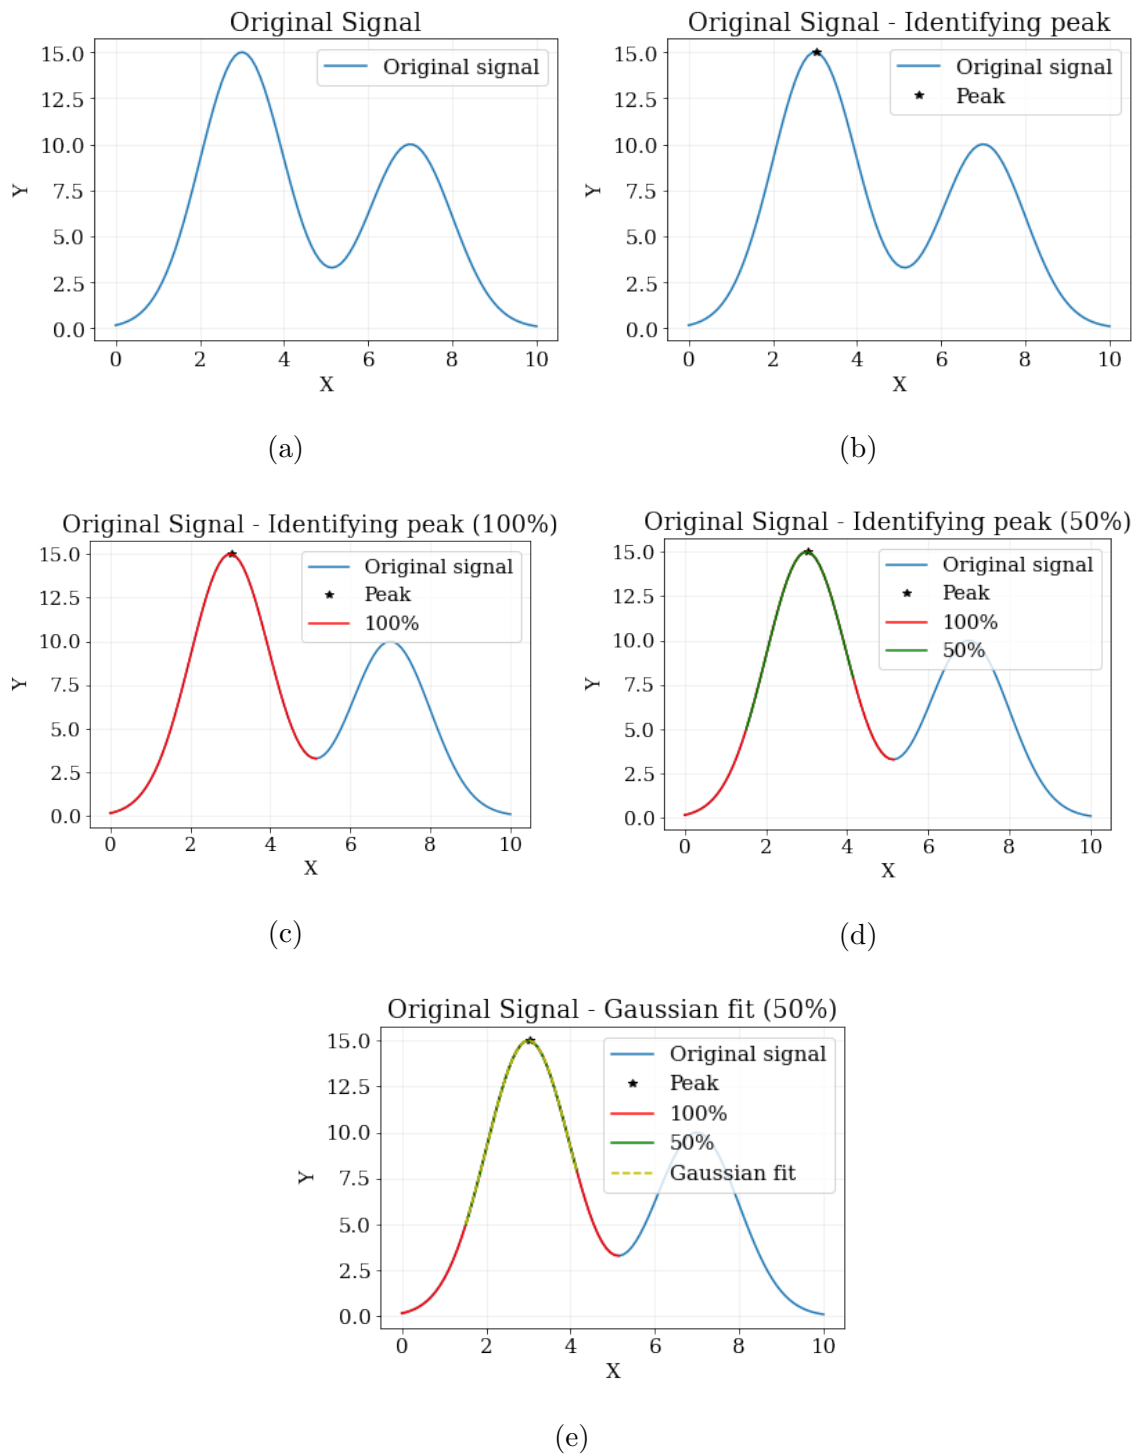 Original Signal
15.0
12.5
10.0
7.5
5.0
2.5
0.0
Y
Original signal
0 2 4 6 8 10
X
(a)
Original Signal - Identifying peak
15.0
12.5
10.0
7.5
5.0
2.5
0.0
Y
Original signal
Peak
0 2 4 6 8 10
X
(b)
Original Signal - Identifying peak (100%)
15.0
12.5
10.0
7.5
5.0
2.5
0.0
Y
Original signal
Peak
100%
0 2 4 6 8 10
X
(c)
Original Signal - Identifying peak (50%)
15.0
12.5
10.0
7.5
5.0
2.5
0.0
Y
Original signal
Peak
100%
50%
0 2 4 6 8 10
X
(d)
Original Signal - Gaussian fit (50%)
15.0
12.5
10.0
7.5
5.0
2.5
0.0
Y
Original signal
Peak
100%
50%
Gaussian fit
0 2 4 6 8 10
X
(e)